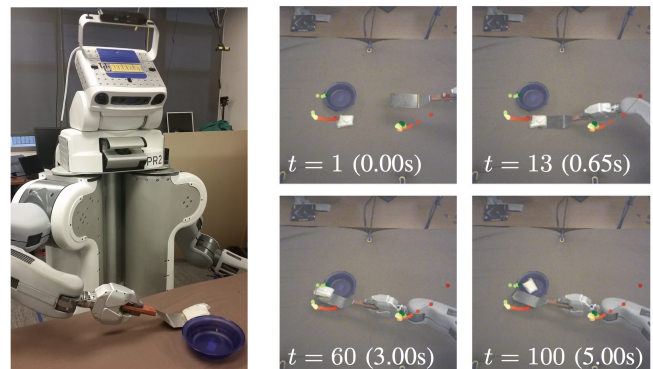 PR2
t = 1 (0.00s)
t = 13 (0.65s)
t = 60 (3.00s)
t = 100 (5.00s)